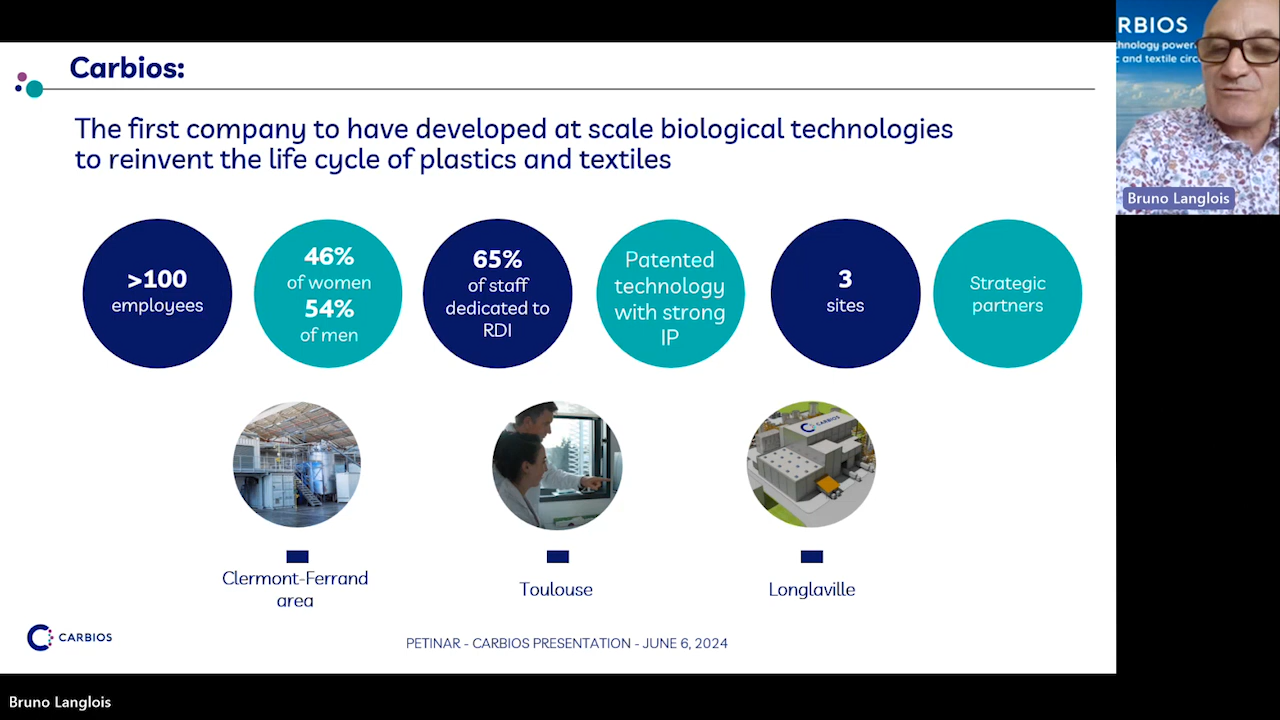 Carbios:
The first company to have developed at scale biological technologies
to reinvent the life cycle of plastics and textiles
>100
employees
46%
of women
54%
of men
65%
of staff
dedicated to
RDI
Patented
technology
with strong
IP
3
sites
Strategic
partners
CARBIOS
Clermont-Ferrand
area
Toulouse
Longlaville
CARBIOS
PETINAR - CARBIOS PRESENTATION - JUNE 6, 2024
RBIOS
and textile circ
Bruno Langlois
Bruno Langlois